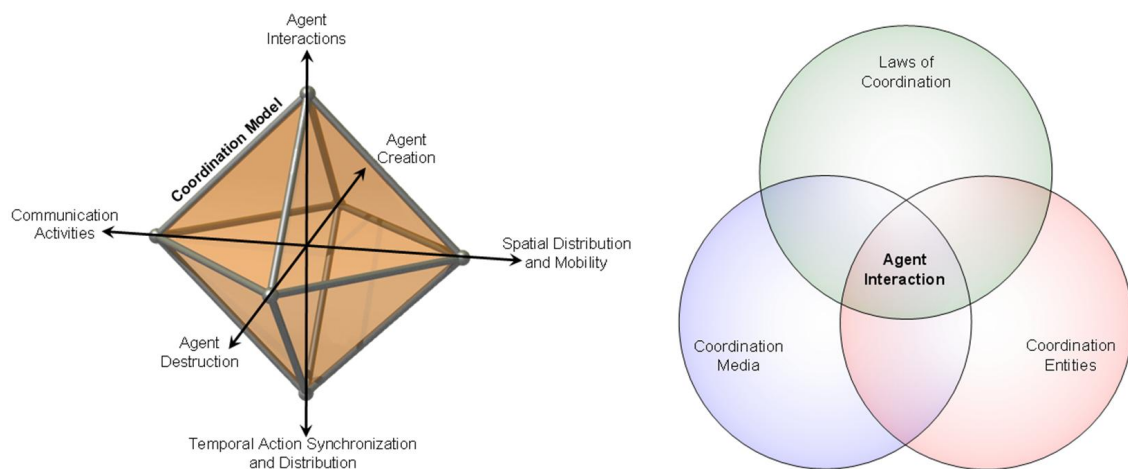 Agent
Interactions
Coordination Model
Agent
Creation
Communication
Activities
Spatial Distribution
and Mobility
Agent
Destruction
Temporal Action Synchronization
and Distribution
Laws of
Coordination
Agent
Interaction
Coordination
Media
Coordination
Entities